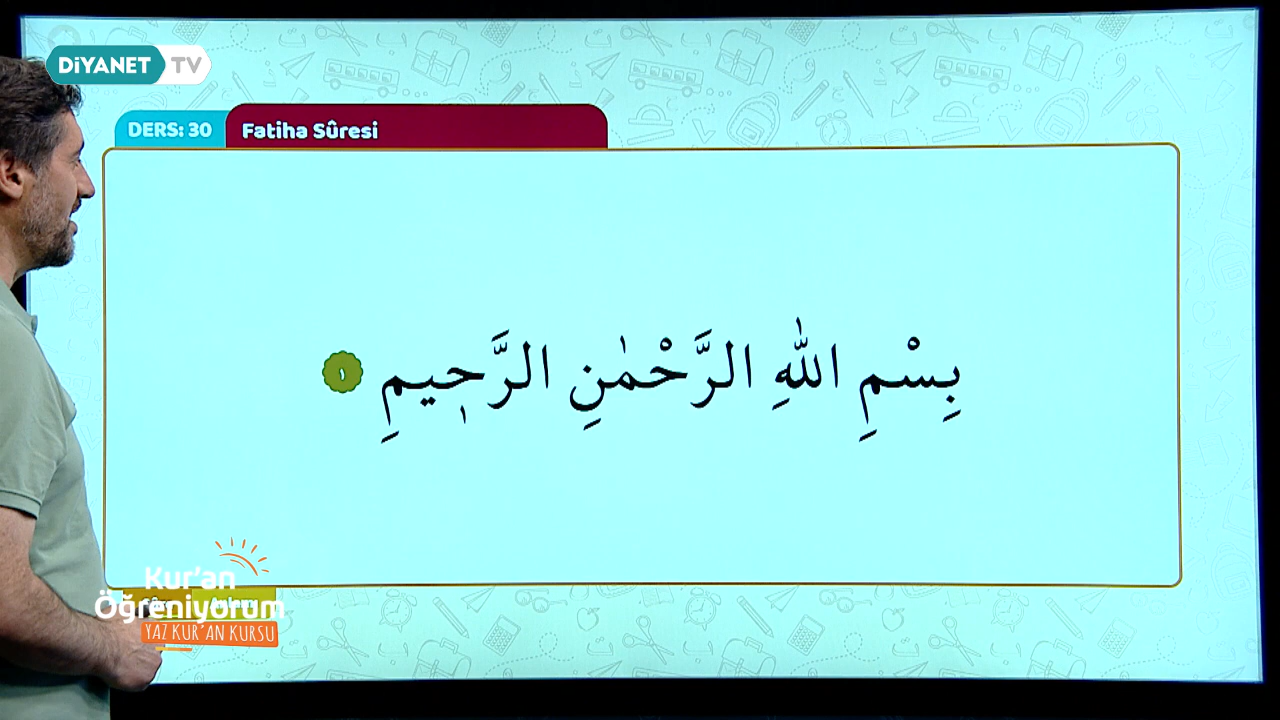 DİYANET TV
DERS: 30
Fatiha Sûresi
بِسْمِ اللّٰهِ الرَّحْمٰنِ الرَّح۪يمِ ١
Kur'an
Öğreniyorum
YAZ KUR'AN KURSU